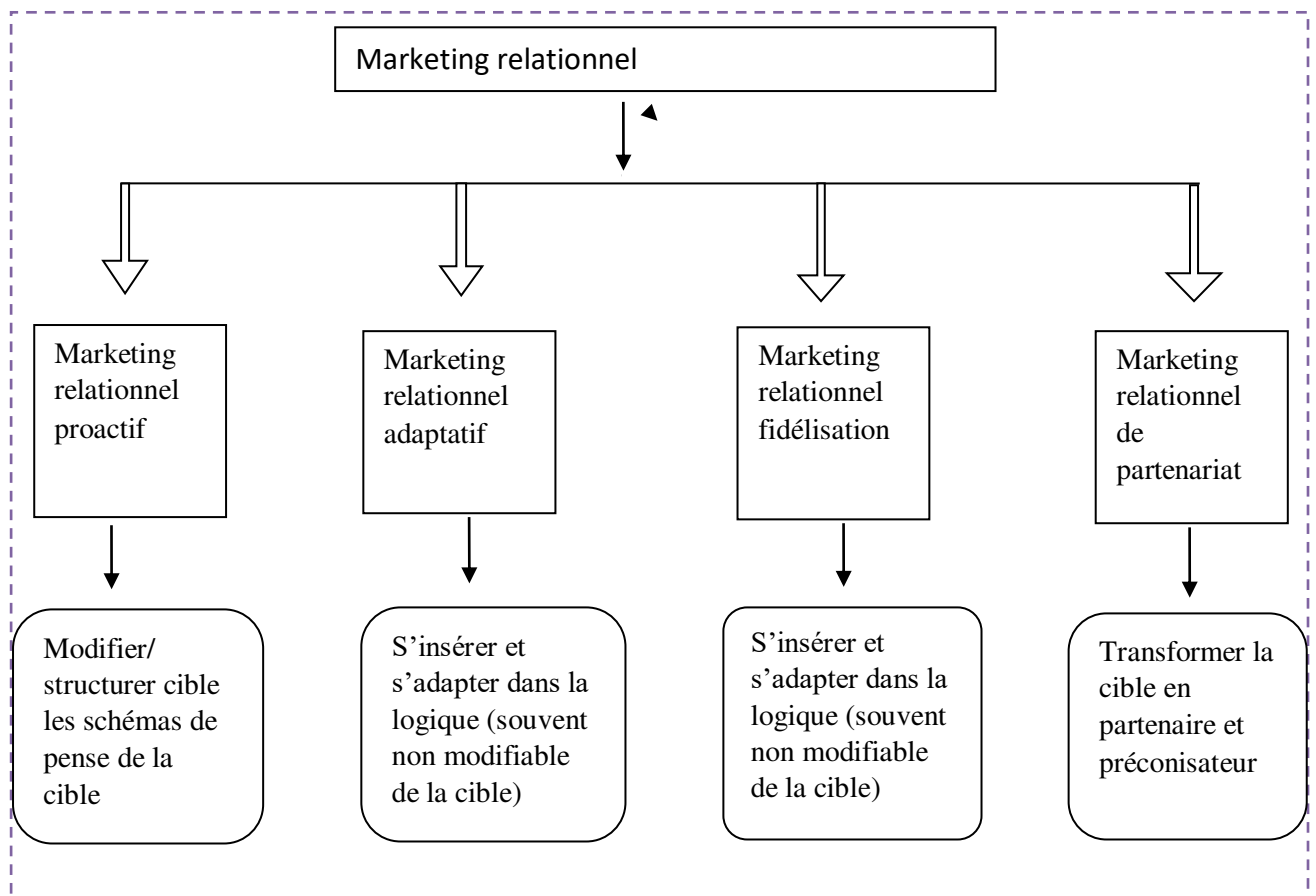 Marketing relationnel
Marketing
relationnel
proactif
Marketing
relationnel
adaptatif
Marketing
relationnel
fidélisation
Marketing
relationnel
de
partenariat
Modifier/
structurer cible
les schémas de
pense de la
cible
S’insérer et
s’adapter dans la
logique (souvent
non modifiable
de la cible)
S’insérer et
s’adapter dans la
logique (souvent
non modifiable
de la cible)
Transformer la
cible en
partenaire et
préconisateur